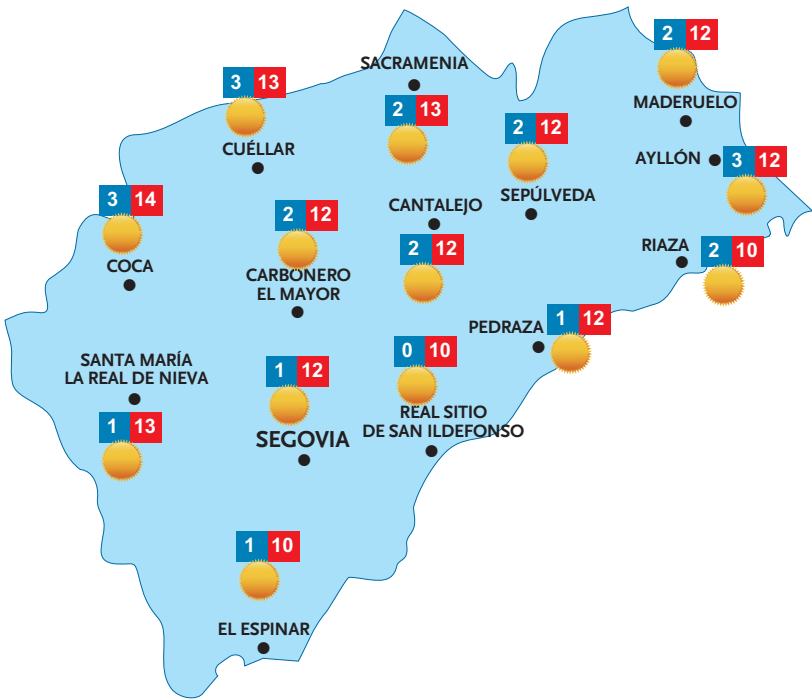 2 12
MADERUELO
SACRAMENIA
3 13
CUÉLLAR
2 13
2 12
SEPÚLVEDA
AYLLÓN
3 12
3 14
COCA
2 12
CARBONERO
EL MAYOR
CANTALEJO
2 12
RIAZA
2 10
PEDRAZA
1 12
SANTA MARÍA
LA REAL DE NIEVA
1 13
1 12
SEGOVIA
0 10
REAL SITIO
DE SAN ILDEFONSO
1 10
EL ESPINAR